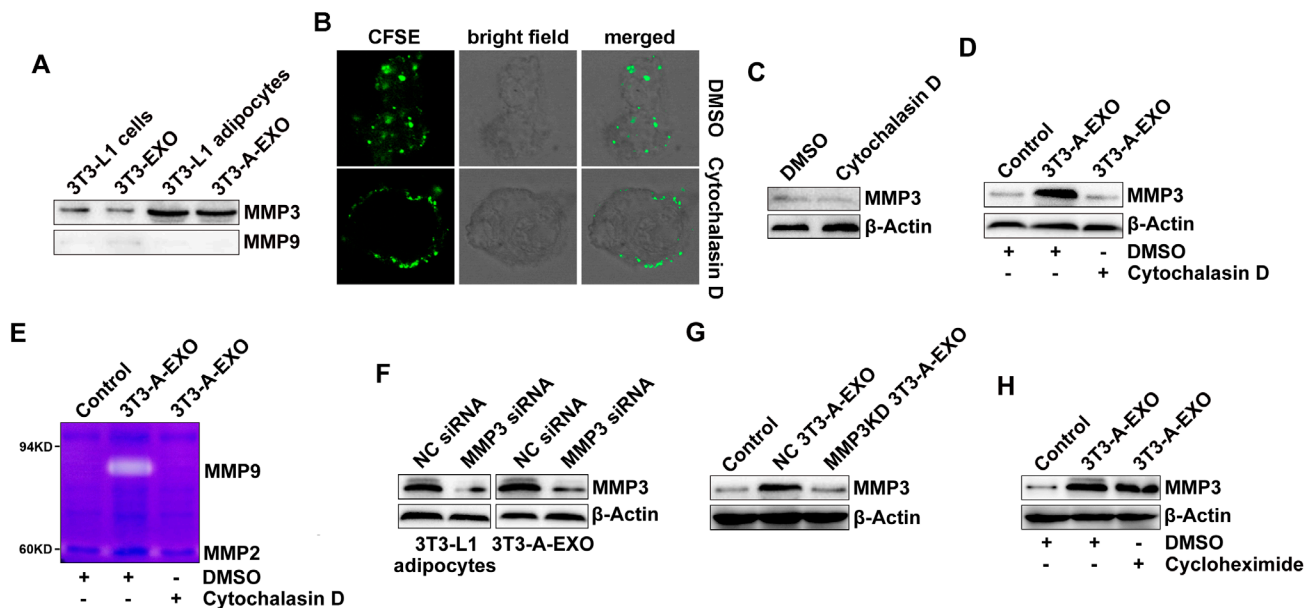 A
3T3-L1 cells
3T3-EXO
3T3-L1 adipocytes
3T3-A-EXO
MMP3
MMP9
B
CFSE
bright field
merged
DMSO
Cytochalasin D
C
DMSO
Cytochalasin D
MMP3
β-Actin
D
Control
3T3-A-EXO
3T3-A-EXO
MMP3
β-Actin
+ + - DMSO
- - + Cytochalasin D
E
Control
3T3-A-EXO
3T3-A-EXO
94KD
MMP9
60KD
MMP2
+ + - DMSO
- - + Cytochalasin D
F
NC siRNA
MMP3 siRNA
NC siRNA
MMP3 siRNA
MMP3
β-Actin
3T3-L1 3T3-A-EXO
adipocytes
G
Control
NC 3T3-A-EXO
MMP3KD 3T3-A-EXO
MMP3
β-Actin
H
Control
3T3-A-EXO
3T3-A-EXO
MMP3
β-Actin
+ + - DMSO
- - + Cycloheximide